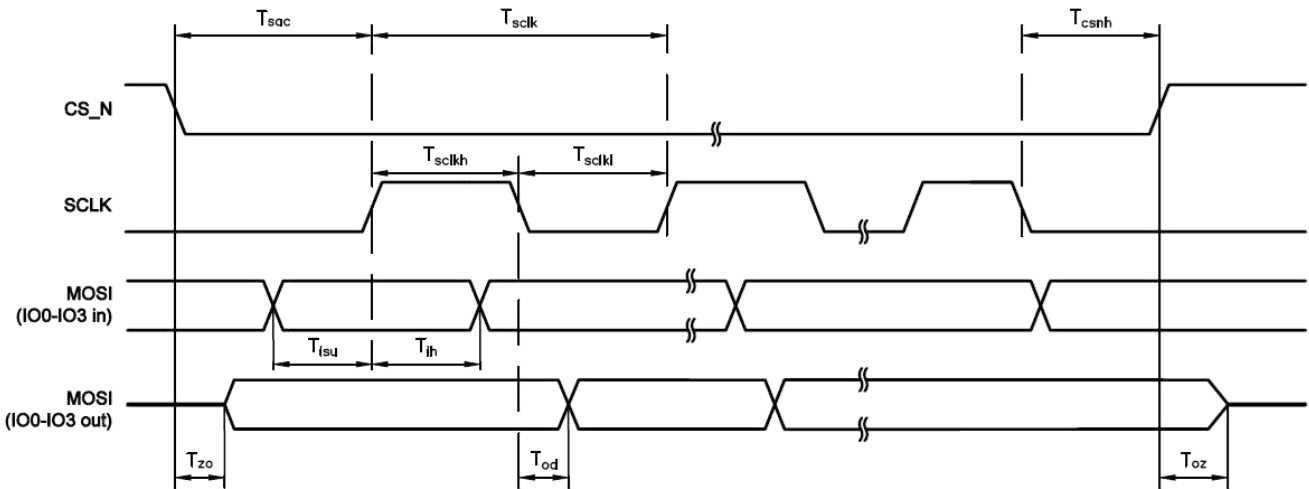 Tsqc
Tsclk
Tcsnh
CS_N
Tsclkh
Tsclkl
SCLK
MOSI
(IO0-IO3 in)
Tisu
Tih
MOSI
(IO0-IO3 out)
Tzo
Tod
Toz